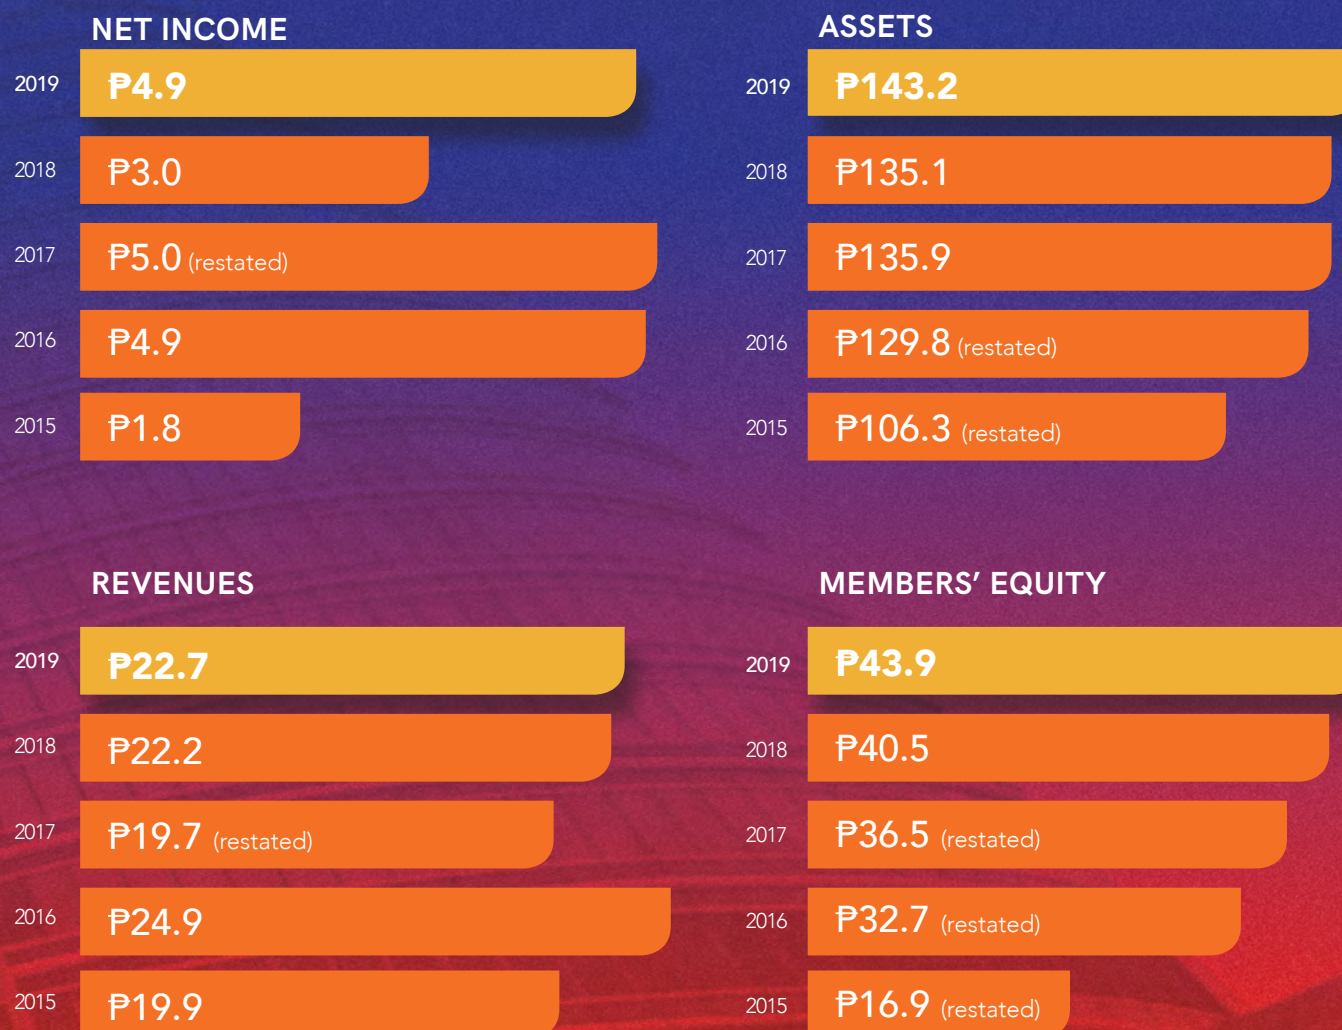 NET INCOME
2019 ₱4.9
2018 ₱3.0
2017 ₱5.0 (restated)
2016 ₱4.9
2015 ₱1.8
ASSETS
2019 ₱143.2
2018 ₱135.1
2017 ₱135.9
2016 ₱129.8 (restated)
2015 ₱106.3 (restated)
REVENUES
2019 ₱22.7
2018 ₱22.2
2017 ₱19.7 (restated)
2016 ₱24.9
2015 ₱19.9
MEMBERS’ EQUITY
2019 ₱43.9
2018 ₱40.5
2017 ₱36.5 (restated)
2016 ₱32.7 (restated)
2015 ₱16.9 (restated)